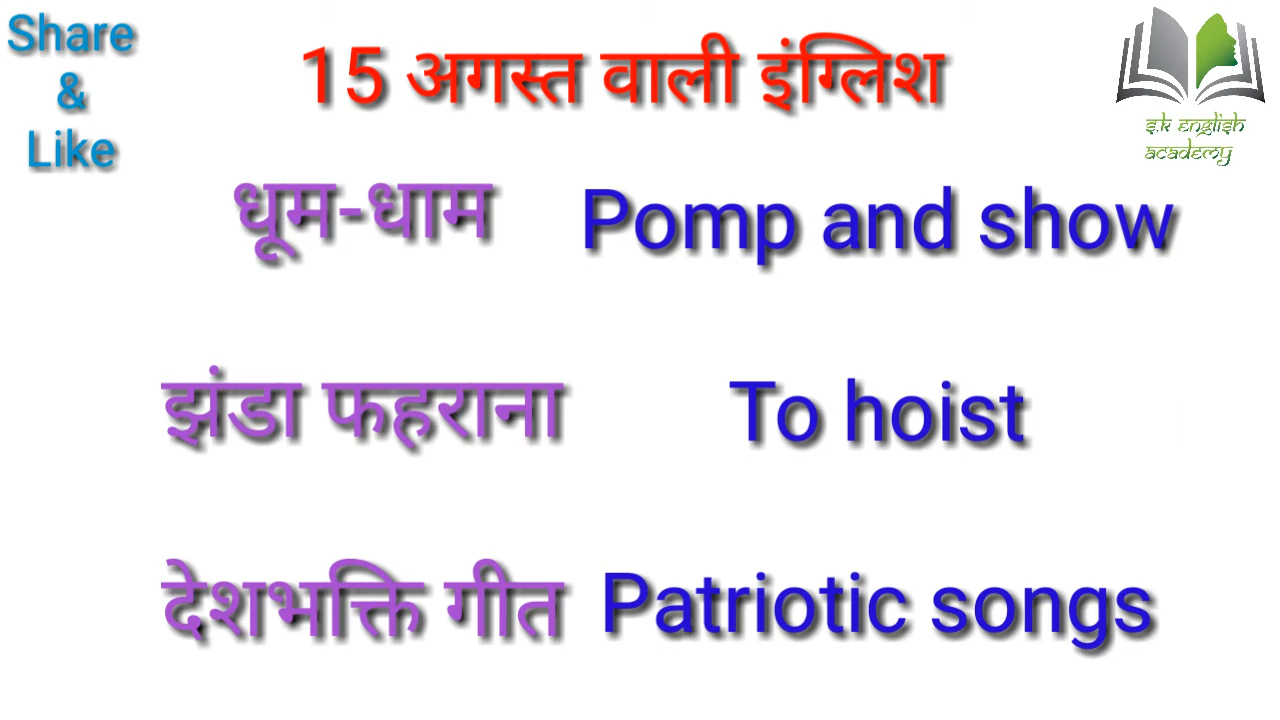 Share
&
Like
15 अगस्त वाली इंग्लिश
S.K English
Academy
धूम-धाम Pomp and show
झंडा फहराना To hoist
देशभक्ति गीत Patriotic songs